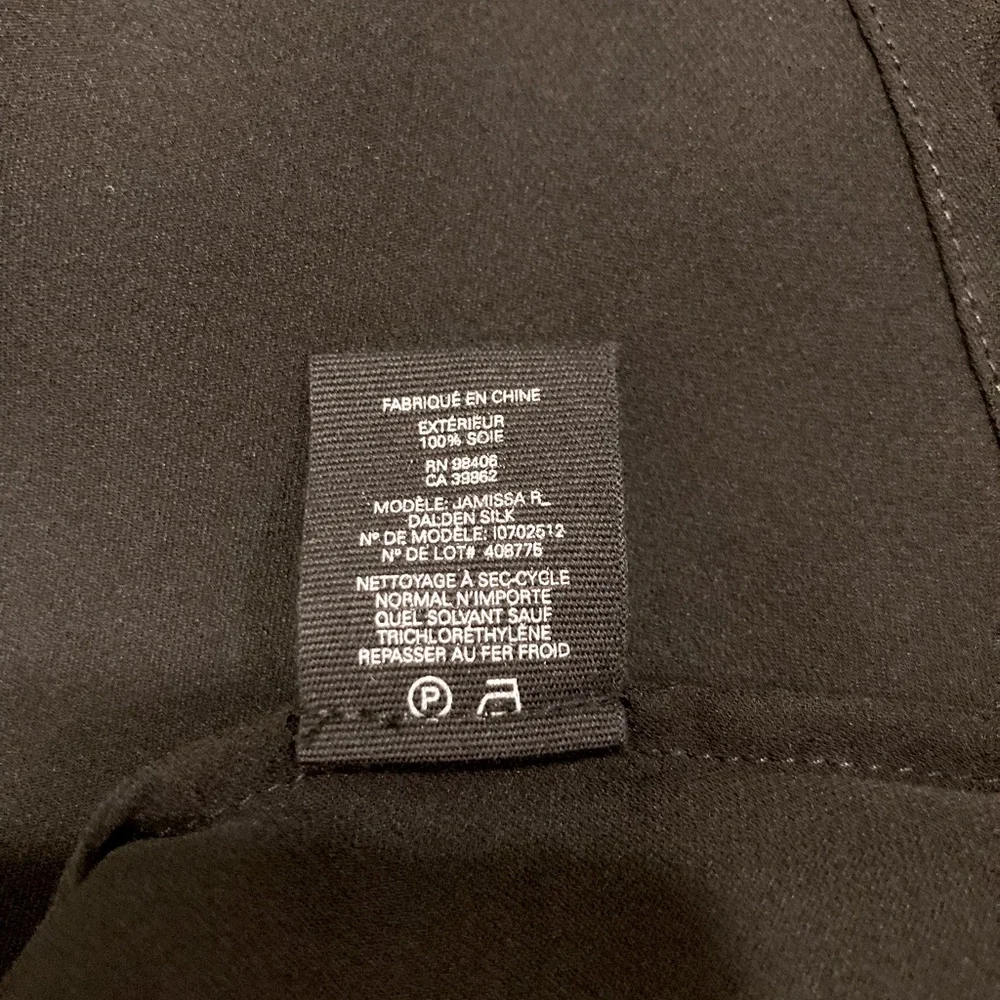 FABRIQUÉ EN CHINE
EXTÉRIEUR
100% SOIE
RN 98406
CA 39862
MODÈLE: JAMISSA R_
DALDEN SILK
Nº DE MODÈLE: I0702512
Nº DE LOT# 408776
NETTOYAGE À SEC-CYCLE
NORMAL N'IMPORTE
QUEL SOLVANT SAUF
TRICHLORÉTHYLÈNE
REPASSER AU FER FROID
P